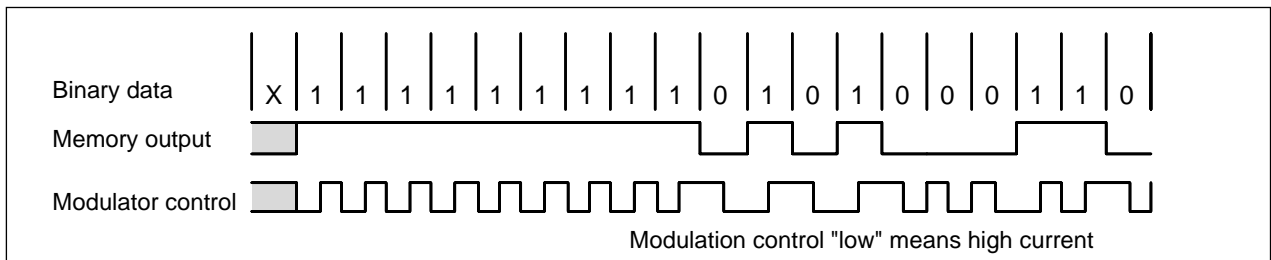 Binary data X 1 1 1 1 1 1 1 1 1 0 1 0 1 0 0 0 1 1 0
Memory output
Modulator control
Modulation control "low" means high current